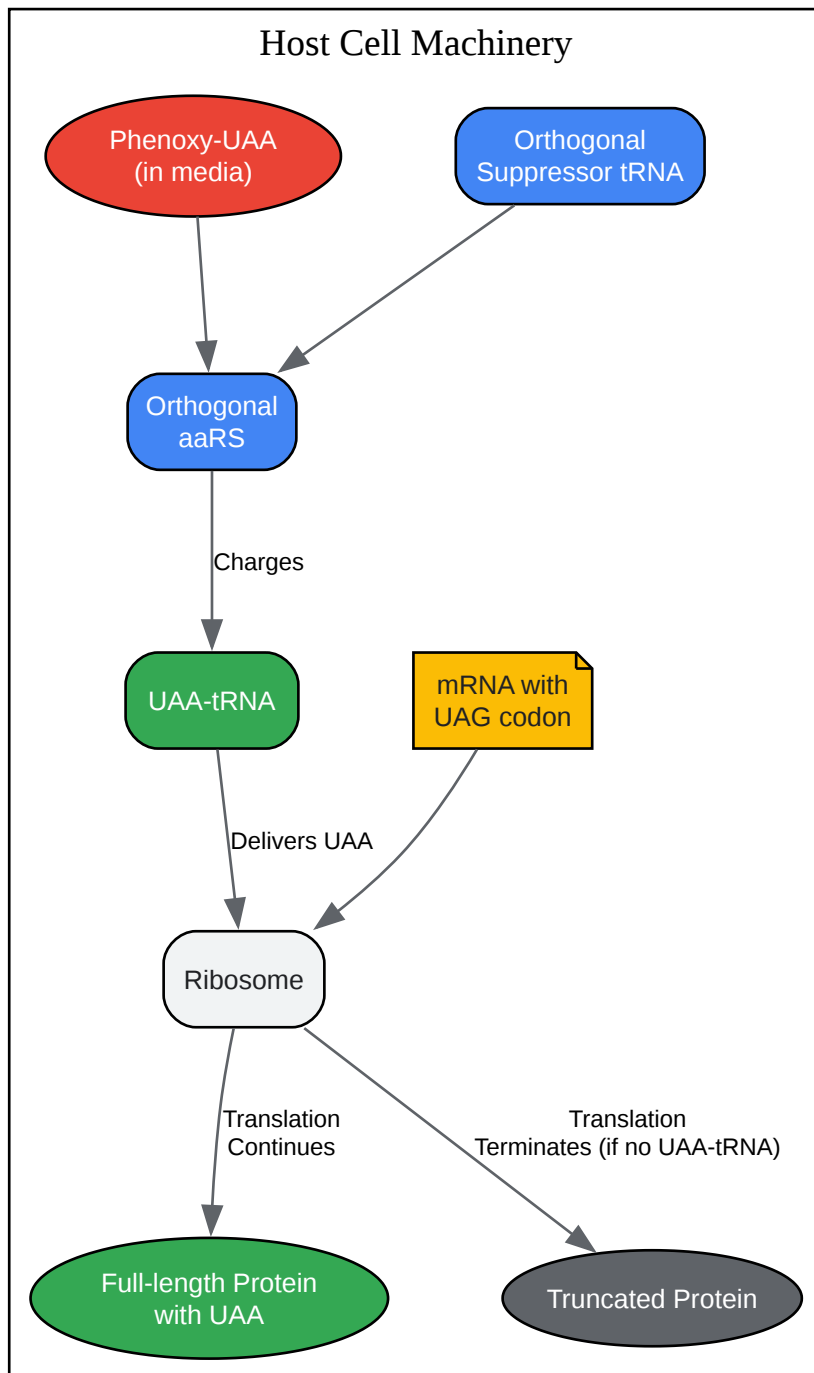 Host Cell Machinery
Phenoxy-UAA
(in media)
Orthogonal
Suppressor tRNA
Orthogonal
aaRS
Charges
UAA-tRNA
mRNA with
UAG codon
Delivers UAA
Ribosome
Translation
Continues
Translation
Terminates (if no UAA-tRNA)
Full-length Protein
with UAA
Truncated Protein